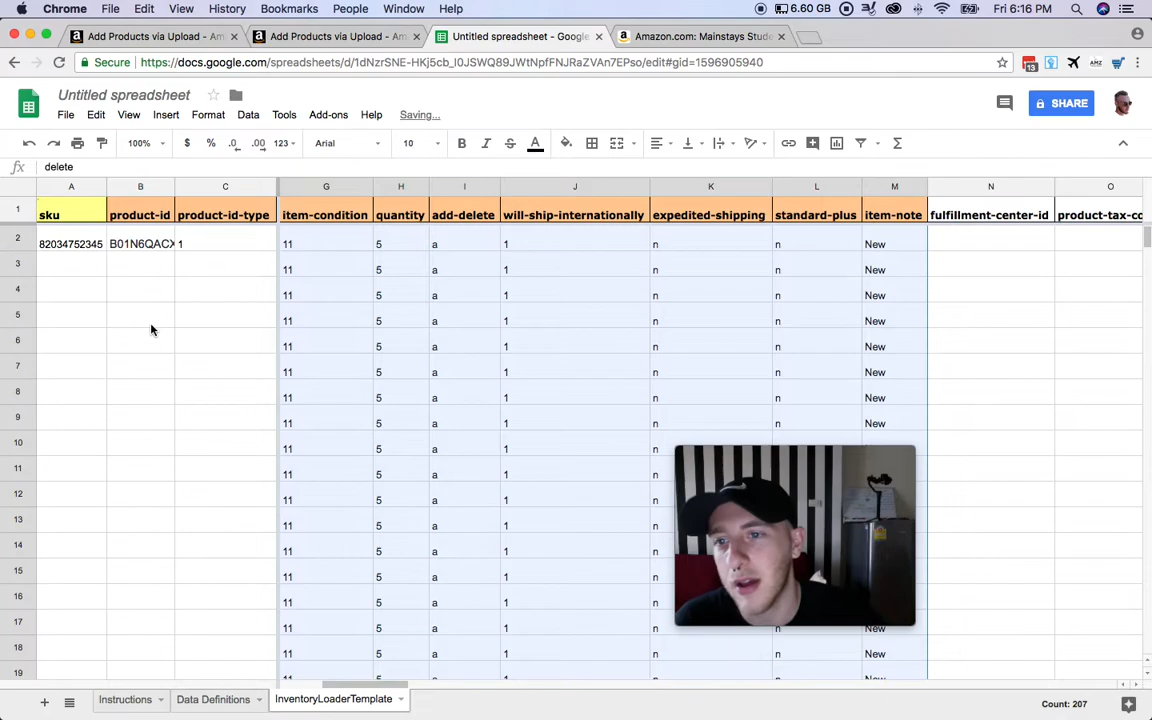 Chrome File Edit View History Bookmarks People Window Help 6.60 GB Fri 6:16 PM
Add Products via Upload - Am Add Products via Upload - Am Untitled spreadsheet - Google Amazon.com: Mainstays Stude
Secure https://docs.google.com/spreadsheets/d/1dNzrSNE-HKj5cb_I0JSWQ89JWtNpfFNJRaZVAn7EPso/edit#gid=1596905940 13 AMZ
Untitled spreadsheet SHARE
File Edit View Insert Format Data Tools Add-ons Help Saving...
100% $ % .0 .00 123 Arial 10 B I S A Σ
fx delete
A B C G H I J K L M N O
1 sku product-id product-id-type item-condition quantity add-delete will-ship-internationally expedited-shipping standard-plus item-note fulfillment-center-id product-tax-co
2 82034752345 B01N6QACX 1 11 5 a 1 n n New
3 11 5 a 1 n n New
4 11 5 a 1 n n New
5 11 5 a 1 n n New
6 11 5 a 1 n n New
7 11 5 a 1 n n New
8 11 5 a 1 n n New
9 11 5 a 1 n n New
10 11 5 a 1 n
11 11 5 a 1 n
12 11 5 a 1 n
13 11 5 a 1 n
14 11 5 a 1 n
15 11 5 a 1 n
16 11 5 a 1 n
17 11 5 a 1 n n New
18 11 5 a 1 n n New
19
Instructions Data Definitions InventoryLoaderTemplate Count: 207